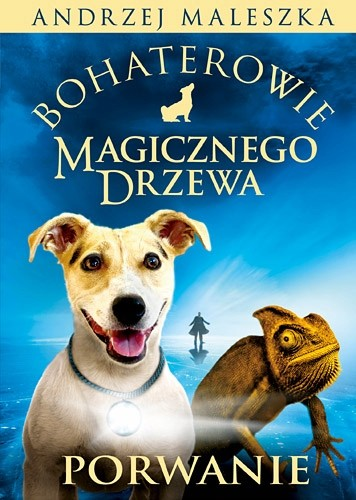 ANDRZEJ MALESZKA
BOHATEROWIE
MAGICZNEGO
DRZEWA
PORWANIE